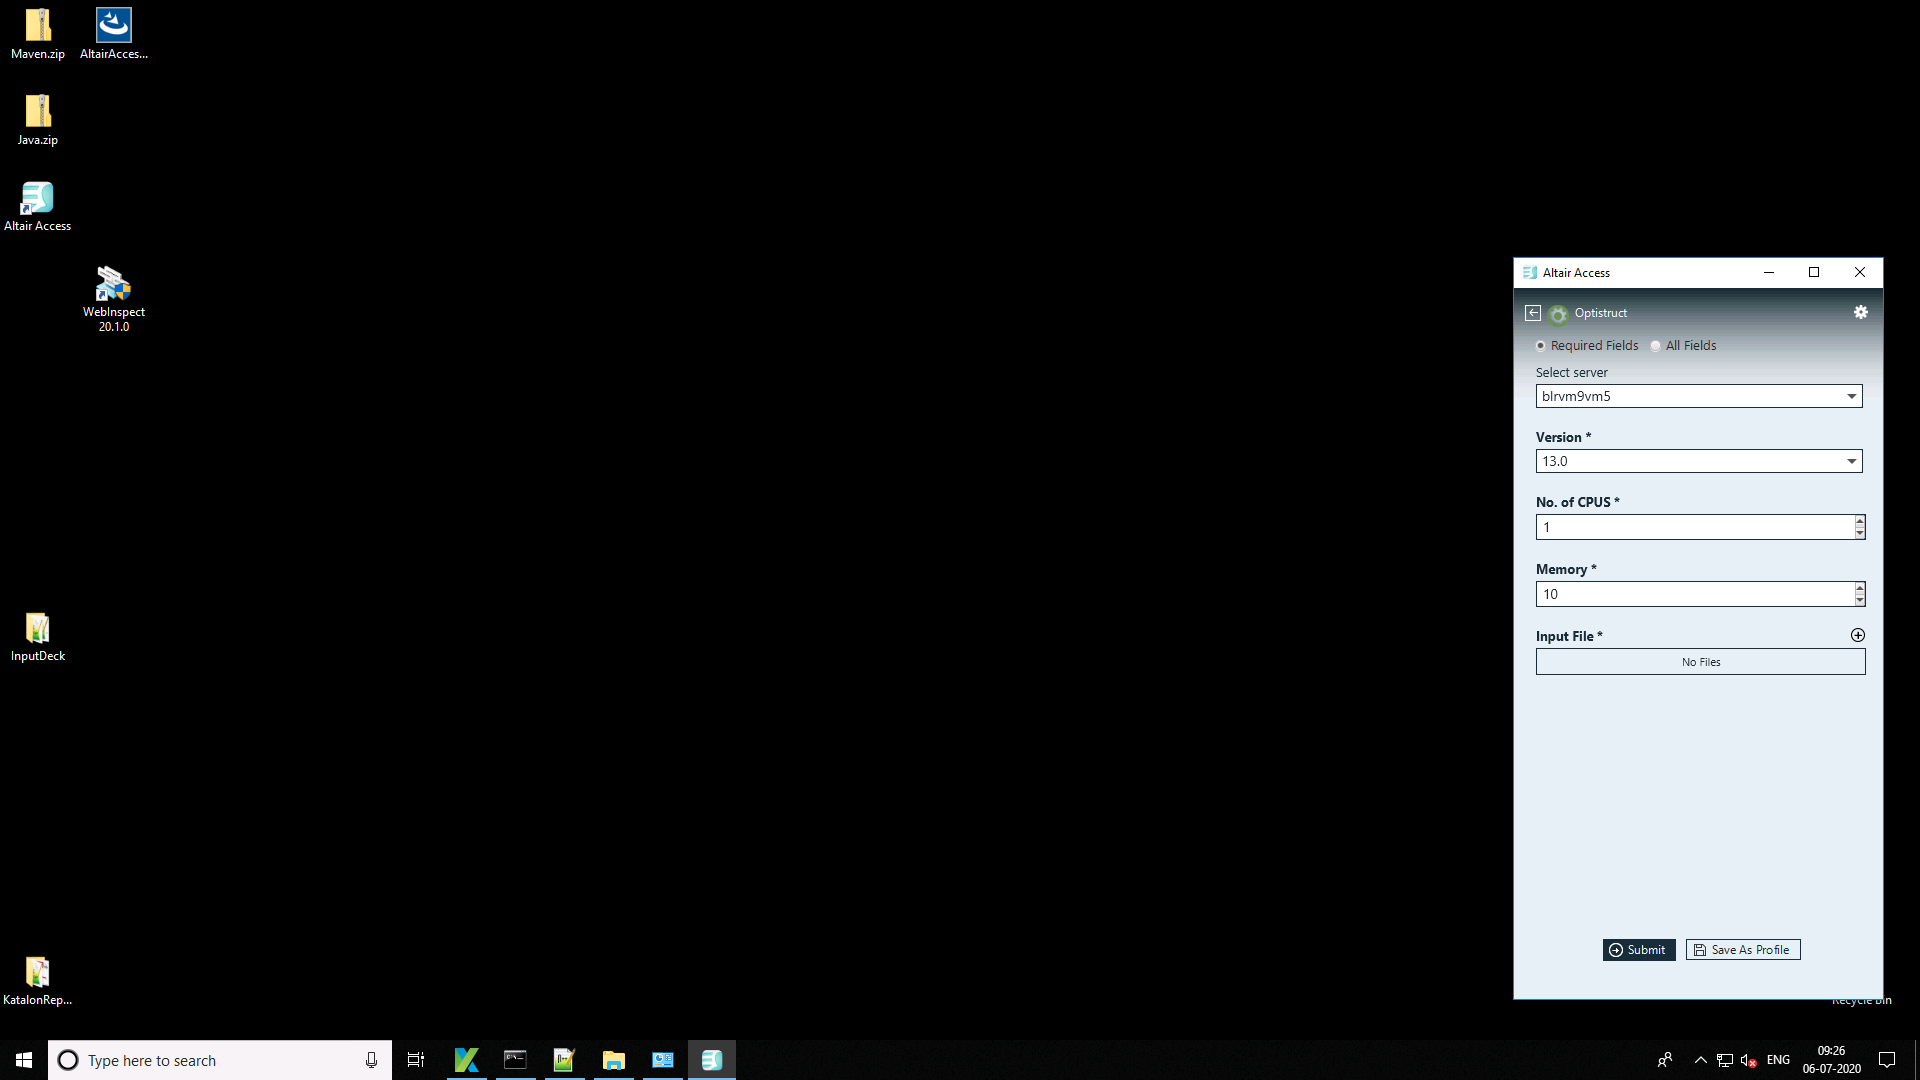 Maven.zip
AltairAcces...
Java.zip
Altair Access
WebInspect
20.1.0
InputDeck
KatalonRep...
Altair Access
Optistruct
Required Fields
All Fields
Select server
blrvm9vm5
Version *
13.0
No. of CPUS *
1
Memory *
10
Input File *
No Files
Submit
Save As Profile
Recycle Bin
Type here to search
ENG
09:26
06-07-2020